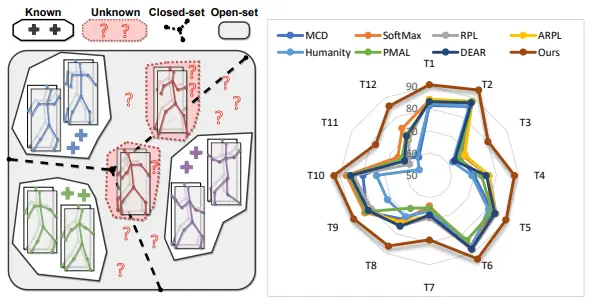 Known Unknown Closed-set Open-set
? ?
?
?
?
?
?
?
?
?
?
?
?
?
MCD SoftMax RPL ARPL
Humanity PMAL DEAR Ours
T1
T2
T3
T4
T5
T6
T7
T8
T9
T10
T11
T12
90
80
70
60
50